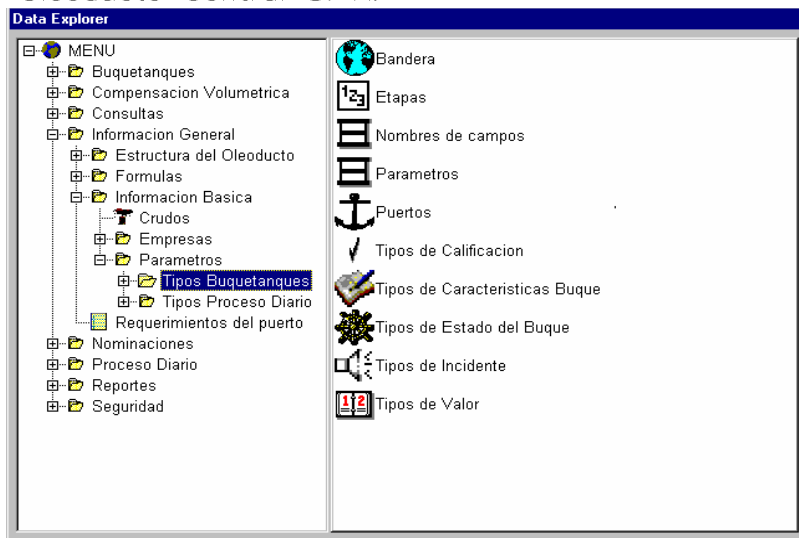 Data Explorer
MENU
Buquetanques
Compensacion Volumetrica
Consultas
Informacion General
Estructura del Oleoducto
Formulas
Informacion Basica
Crudos
Empresas
Parametros
Tipos Buquetanques
Tipos Proceso Diario
Requerimientos del puerto
Nominaciones
Proceso Diario
Reportes
Seguridad
Bandera
123 Etapas
Nombres de campos
Parametros
Puertos
Tipos de Calificacion
Tipos de Caracteristicas Buque
Tipos de Estado del Buque
Tipos de Incidente
12 Tipos de Valor